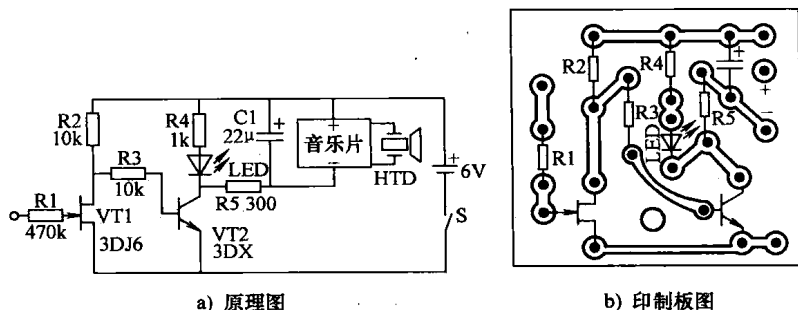 R2
10k
R4
1k
C1
22μ
+
+
音乐片
HTD
+
6V
S
R3
10k
LED
R5 300
R1
470k
VT1
3DJ6
VT2
3DX
a) 原理图
R2
R4
+
+
−
R3
R5
LED
R1
b) 印制板图